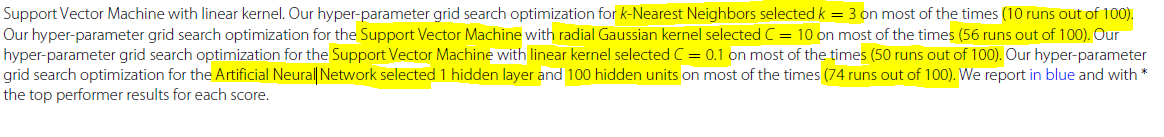 Support Vector Machine with linear kernel. Our hyper-parameter grid search optimization for k-Nearest Neighbors selected k = 3 on most of the times (10 runs out of 100).
Our hyper-parameter grid search optimization for the Support Vector Machine with radial Gaussian kernel selected C = 10 on most of the times (56 runs out of 100). Our
hyper-parameter grid search optimization for the Support Vector Machine with linear kernel selected C = 0.1 on most of the times (50 runs out of 100). Our hyper-parameter
grid search optimization for the Artificial Neural Network selected 1 hidden layer and 100 hidden units on most of the times (74 runs out of 100). We report in blue and with *
the top performer results for each score.